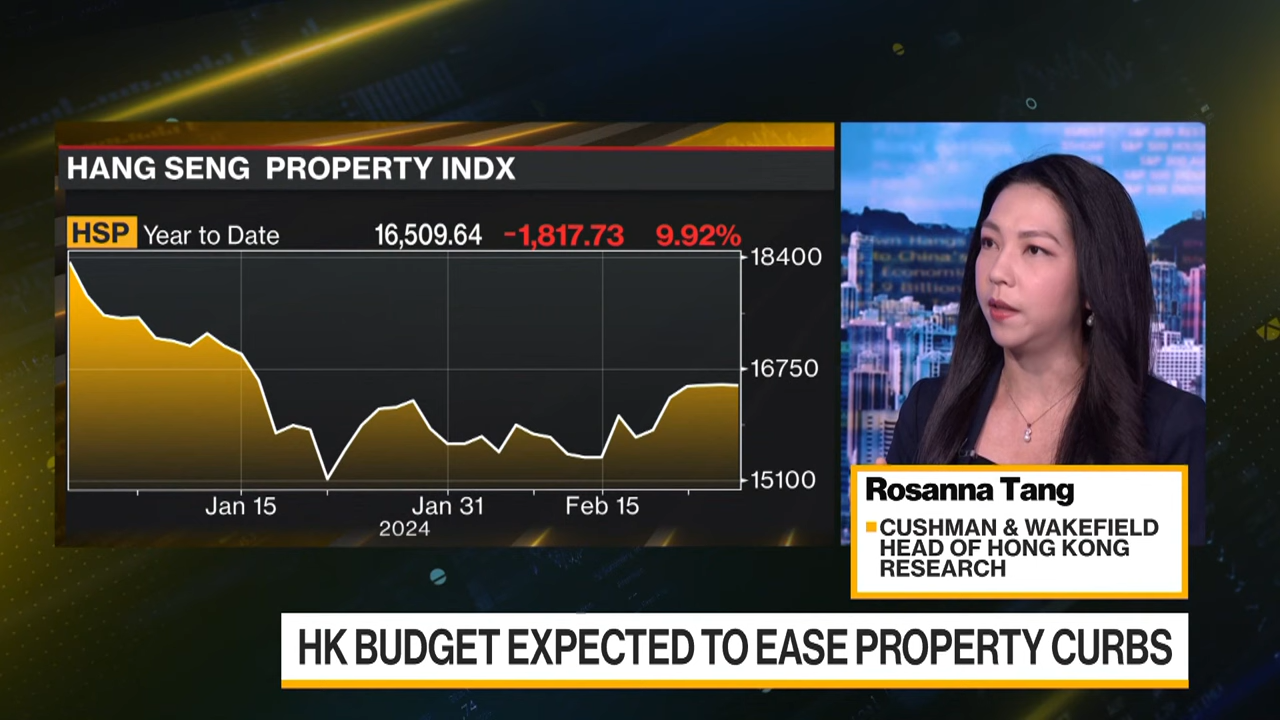 HANG SENG PROPERTY INDX
HSP Year to Date 16,509.64 -1,817.73 9.92%
18400
16750
15100
Jan 15 Jan 31 Feb 15
2024
Rosanna Tang
CUSHMAN & WAKEFIELD
HEAD OF HONG KONG
RESEARCH
HK BUDGET EXPECTED TO EASE PROPERTY CURBS